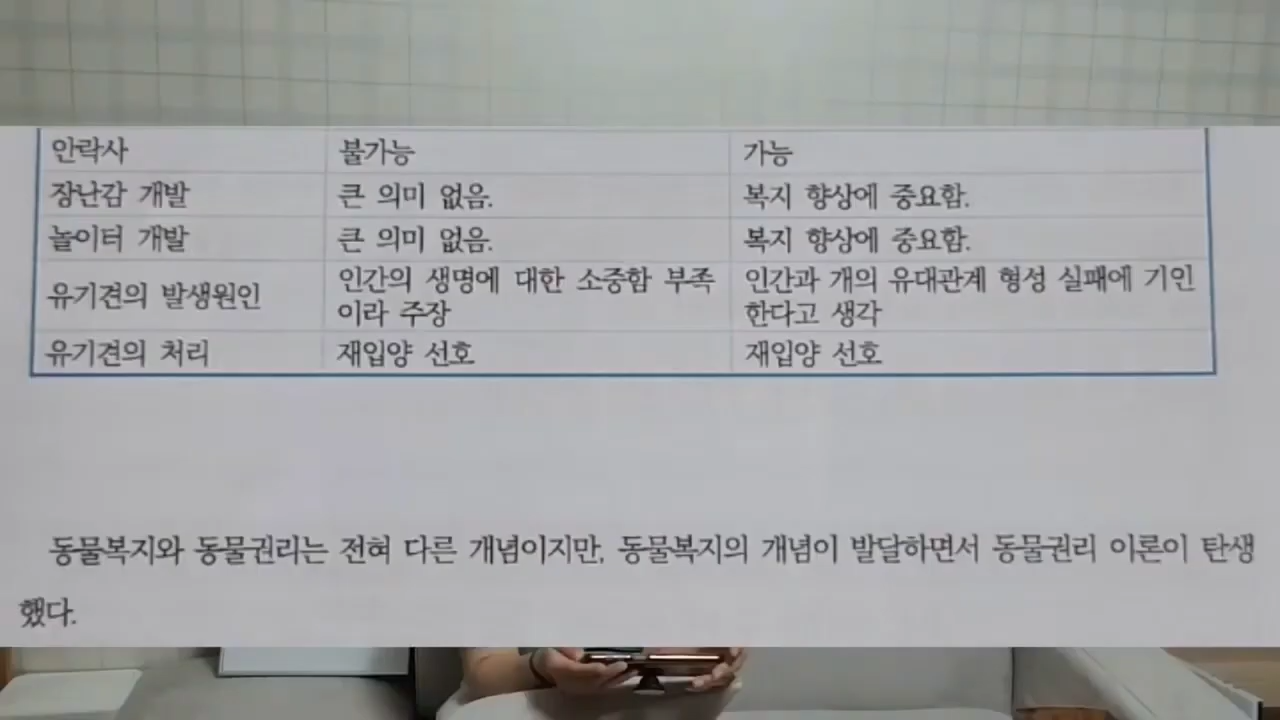 안락사 불가능 가능
장난감 개발 큰 의미 없음. 복지 향상에 중요함.
놀이터 개발 큰 의미 없음. 복지 향상에 중요함.
유기견의 발생원인 인간의 생명에 대한 소중함 부족 인간과 개의 유대관계 형성 실패에 기인
이라 주장 한다고 생각
유기견의 처리 재입양 선호 재입양 선호
동물복지와 동물권리는 전혀 다른 개념이지만, 동물복지의 개념이 발달하면서 동물권리 이론이 탄생
했다.